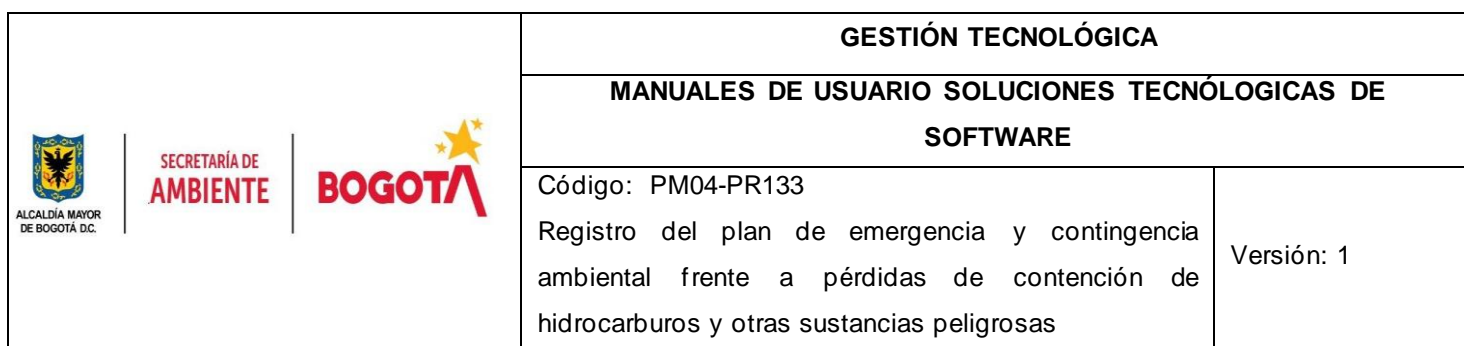 ALCALDÍA MAYOR
DE BOGOTÁ D.C.
SECRETARÍA DE
AMBIENTE
BOGOTÁ
GESTIÓN TECNOLÓGICA
MANUALES DE USUARIO SOLUCIONES TECNÓLOGICAS DE
SOFTWARE
Código: PM04-PR133
Registro del plan de emergencia y contingencia
ambiental frente a pérdidas de contención de
hidrocarburos y otras sustancias peligrosas
Versión: 1